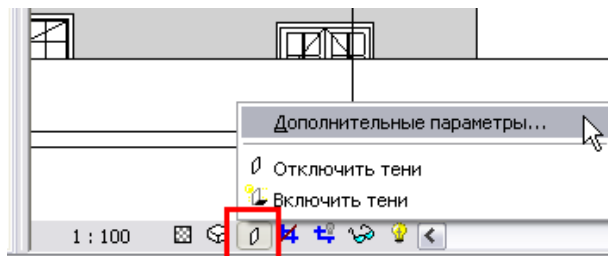 Дополнительные параметры...
Отключить тени
Включить тени
1 : 100